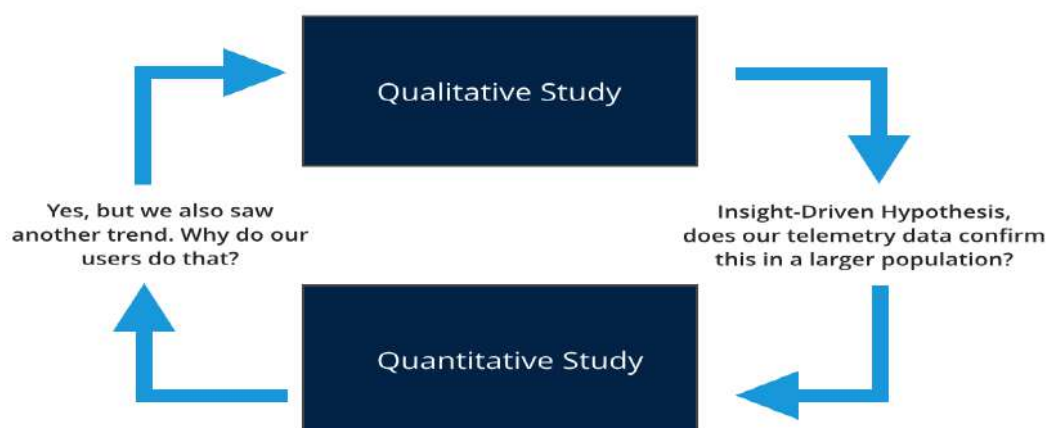 Qualitative Study
Yes, but we also saw
another trend. Why do our
users do that?
Insight-Driven Hypothesis,
does our telemetry data confirm
this in a larger population?
Quantitative Study